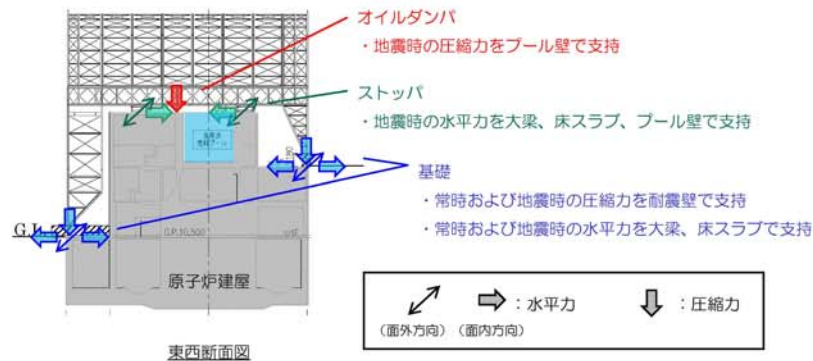 オイルダンパ
・地震時の圧縮力をプール壁で支持
ストッパ
・地震時の水平力を大梁、床スラブ、プール壁で支持
基礎
・常時および地震時の圧縮力を耐震壁で支持
・常時および地震時の水平力を大梁、床スラブで支持
G.L
O.P.10,500
原子炉建屋
：水平力
：圧縮力
（面外方向）（面内方向）
東西断面図